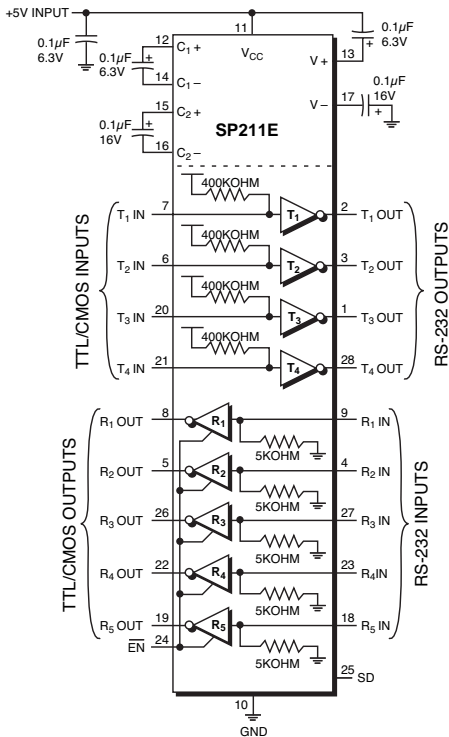 +5V INPUT
0.1µF
6.3V
11
VCC
0.1µF
6.3V
12
C1 +
0.1µF
6.3V
14
C1 –
V +
13
15
C2 +
0.1µF
16V
16
C2 –
V –
17
0.1µF
16V
SP211E
400KOHM
T1 IN
7
T1
2
T1 OUT
400KOHM
T2 IN
6
T2
3
T2 OUT
400KOHM
T3 IN
20
T3
1
T3 OUT
400KOHM
T4 IN
21
T4
28
T4 OUT
TTL/CMOS INPUTS
RS-232 OUTPUTS
R1 OUT
8
R1
9
R1 IN
5KOHM
R2 OUT
5
R2
4
R2 IN
5KOHM
R3 OUT
26
R3
27
R3 IN
5KOHM
R4 OUT
22
R4
23
R4IN
5KOHM
R5 OUT
19
R5
18
R5 IN
5KOHM
TTL/CMOS OUTPUTS
RS-232 INPUTS
EN
24
25
SD
10
GND